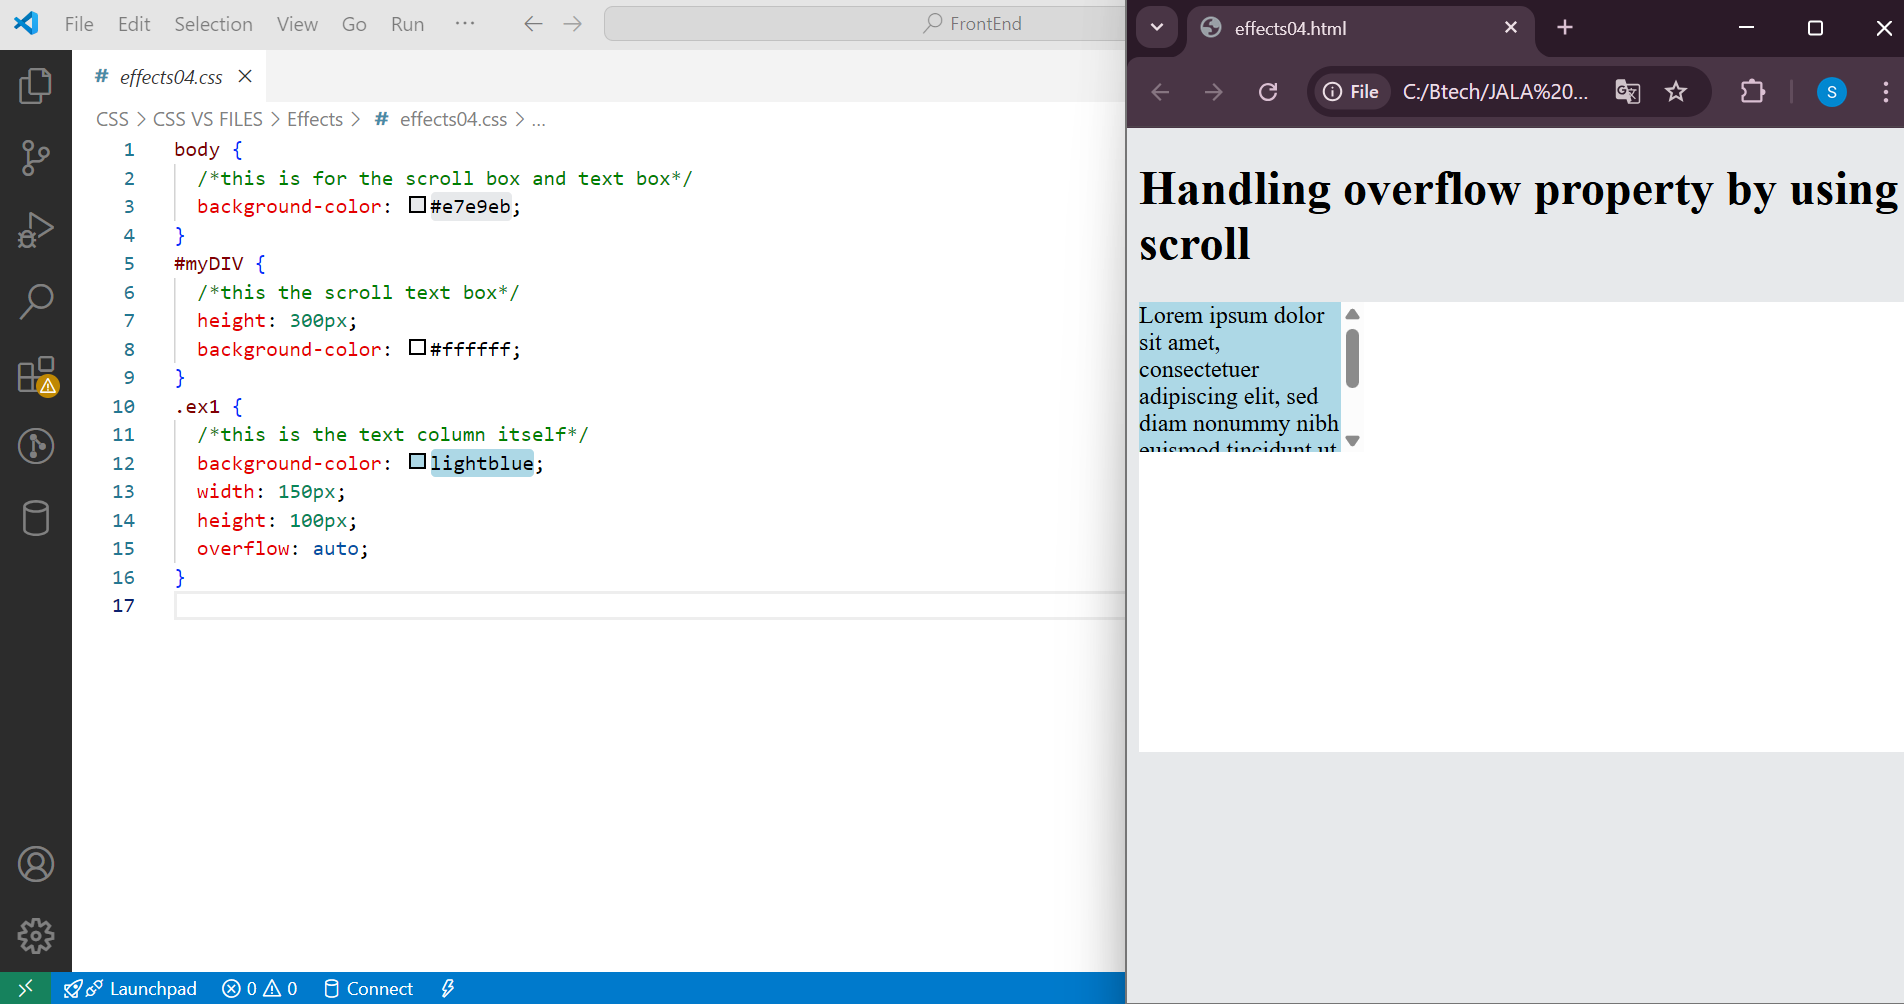 File Edit Selection View Go Run ··· FrontEnd
# effects04.css
CSS > CSS VS FILES > Effects > # effects04.css > ...
1 body {
2 /*this is for the scroll box and text box*/
3 background-color: #e7e9eb;
4 }
5 #myDIV {
6 /*this the scroll text box*/
7 height: 300px;
8 background-color: #ffffff;
9 }
10 .ex1 {
11 /*this is the text column itself*/
12 background-color: lightblue;
13 width: 150px;
14 height: 100px;
15 overflow: auto;
16 }
17
Launchpad 0 0 Connect
effects04.html
File C:/Btech/JALA%20... S
Handling overflow property by using
scroll
Lorem ipsum dolor
sit amet,
consectetuer
adipiscing elit, sed
diam nonummy nibh
euismod tincidunt ut